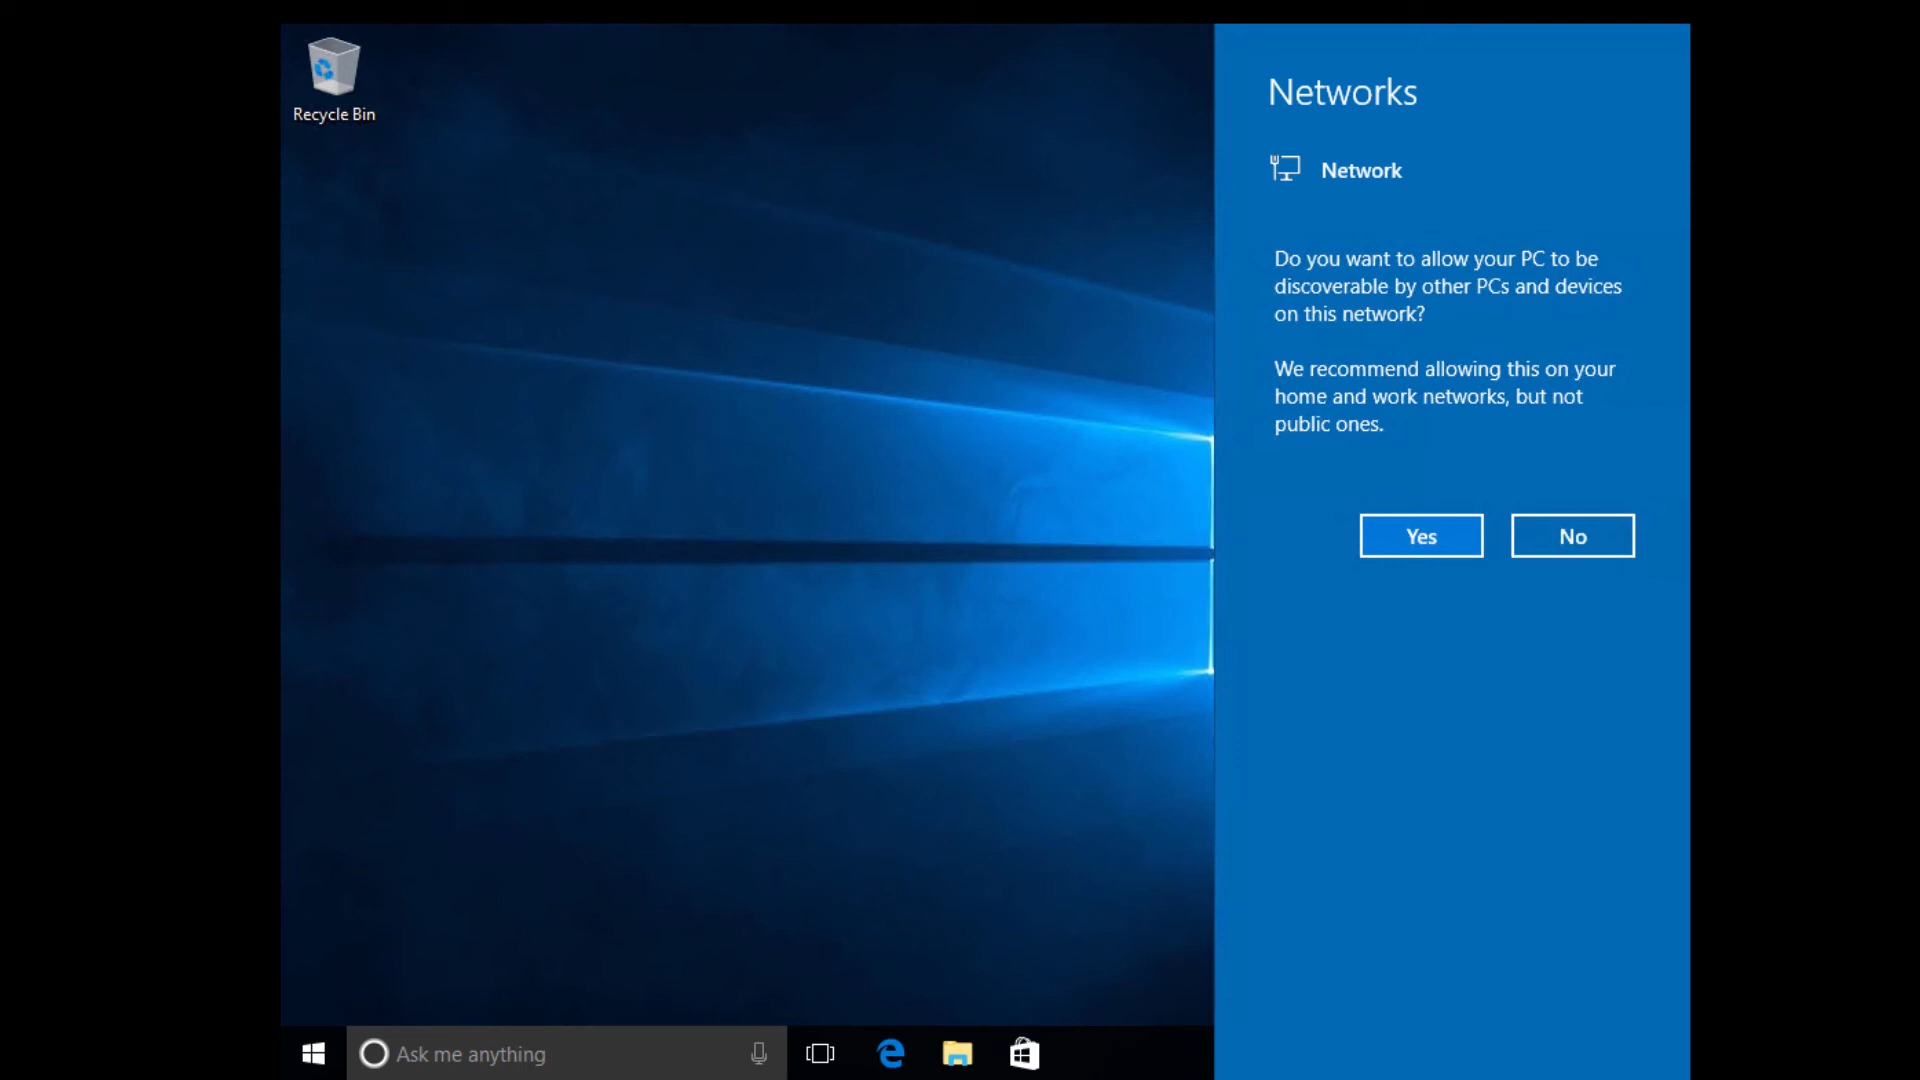 Recycle Bin
Networks
Network
Do you want to allow your PC to be
discoverable by other PCs and devices
on this network?
We recommend allowing this on your
home and work networks, but not
public ones.
Yes
No
Ask me anything